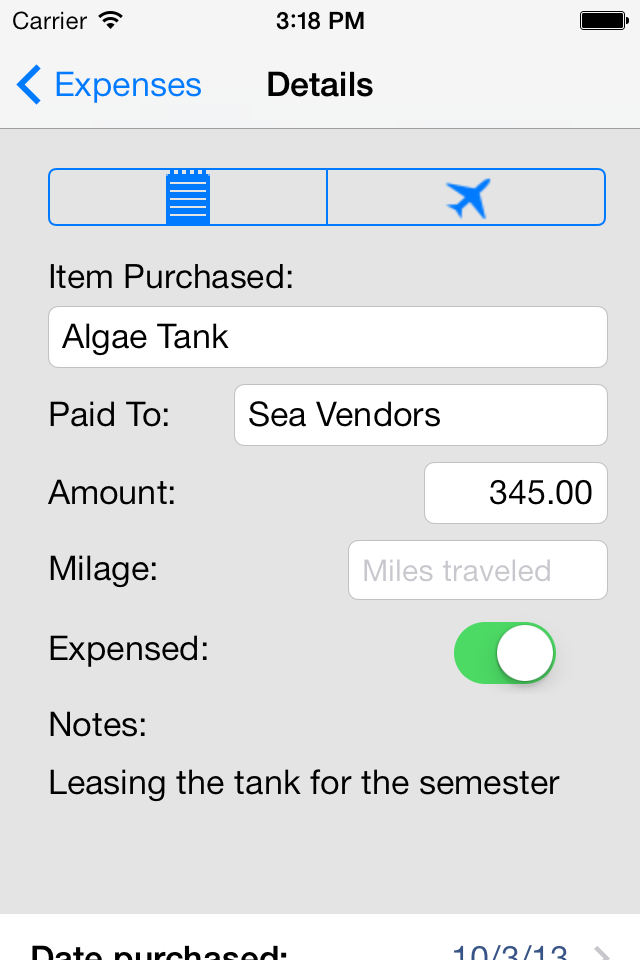 Carrier 3:18 PM
Expenses Details
Item Purchased:
Algae Tank
Paid To: Sea Vendors
Amount: 345.00
Milage: Miles traveled
Expensed:
Notes:
Leasing the tank for the semester
Date purchased: 10/3/13